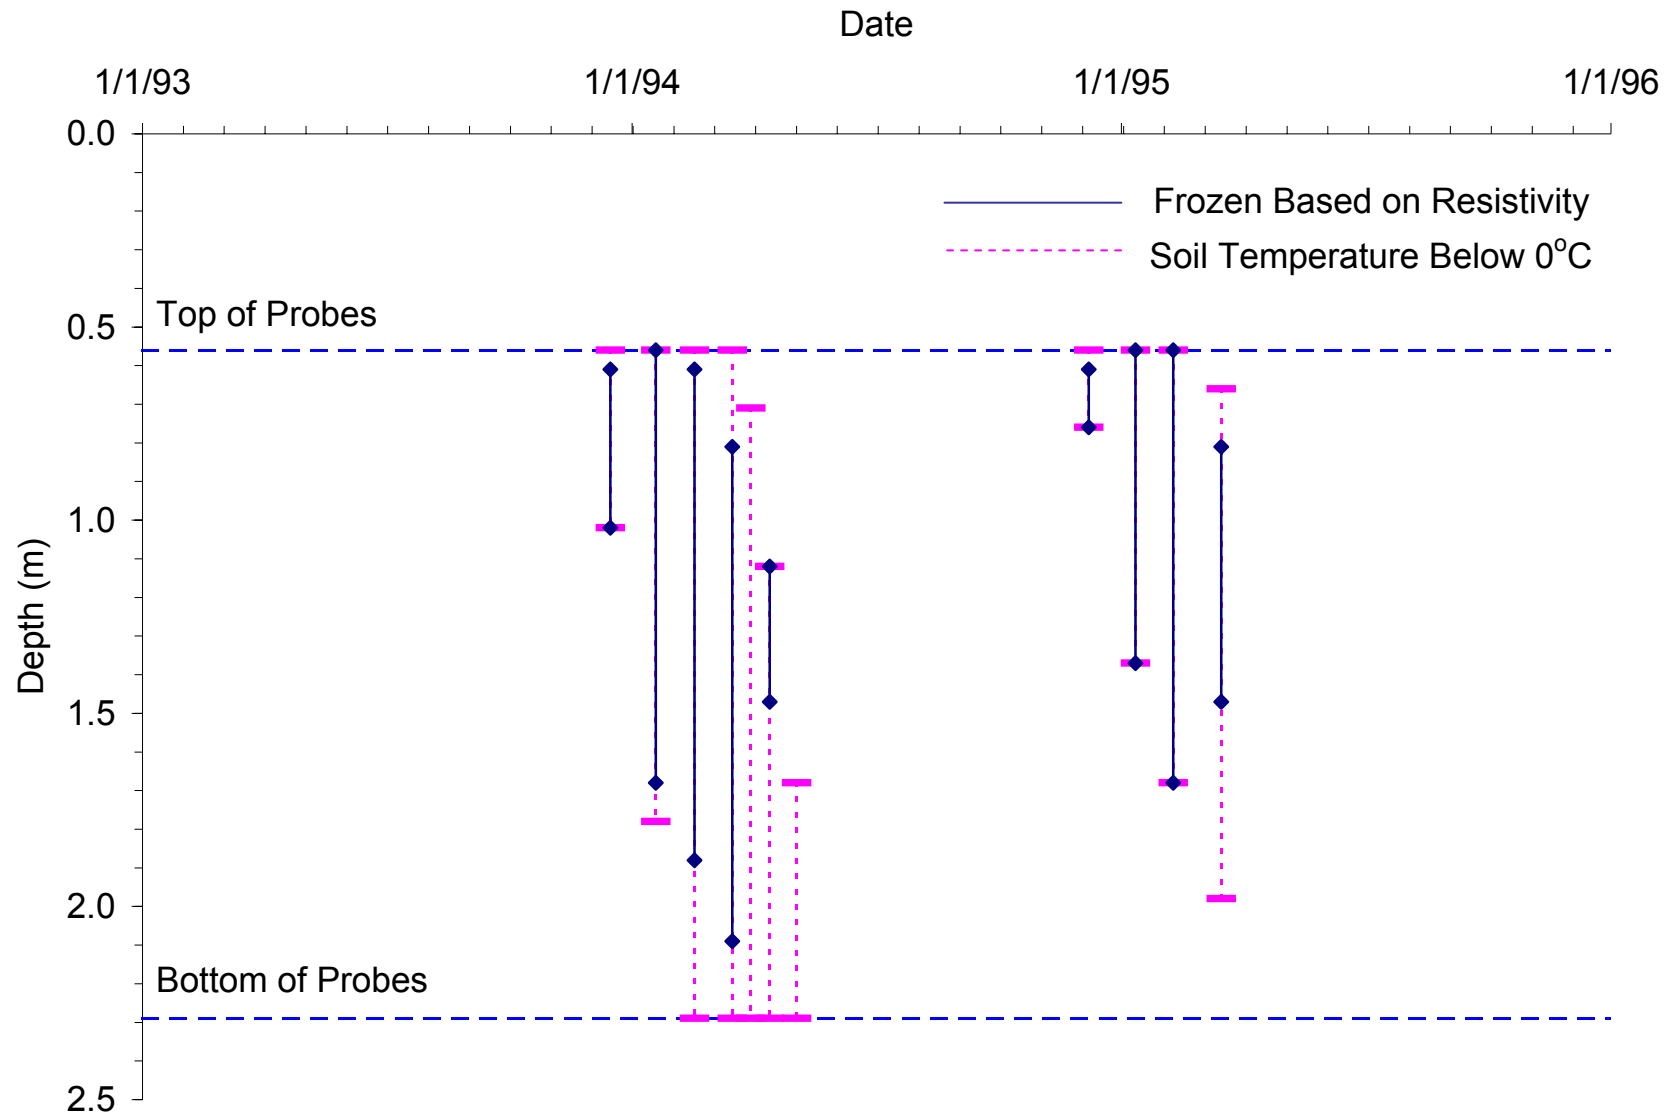 Date
1/1/93 1/1/94 1/1/95 1/1/96
0.0
Frozen Based on Resistivity
Soil Temperature Below 0°C
Top of Probes
0.5
1.0
Depth (m)
1.5
2.0
Bottom of Probes
2.5